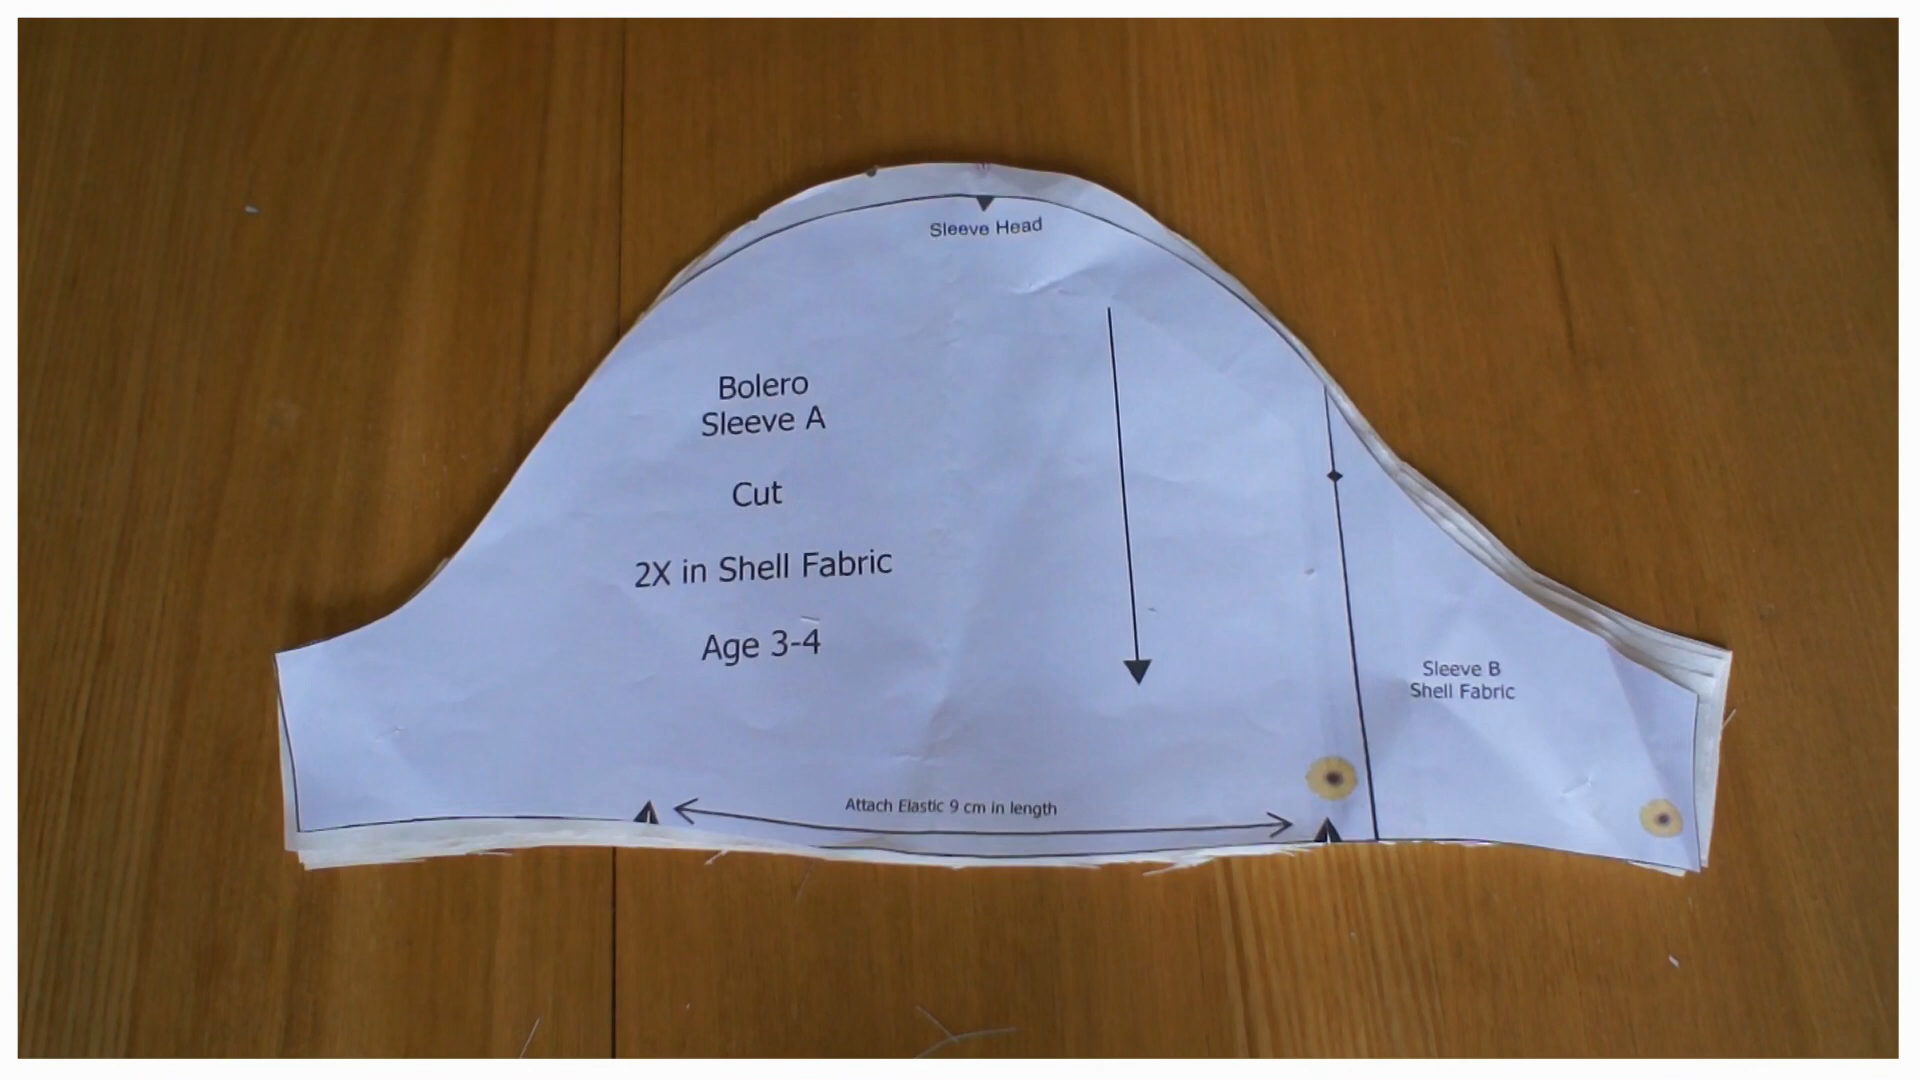 Sleeve Head
Bolero
Sleeve A
Cut
2X in Shell Fabric
Age 3-4
Sleeve B
Shell Fabric
Attach Elastic 9 cm in length